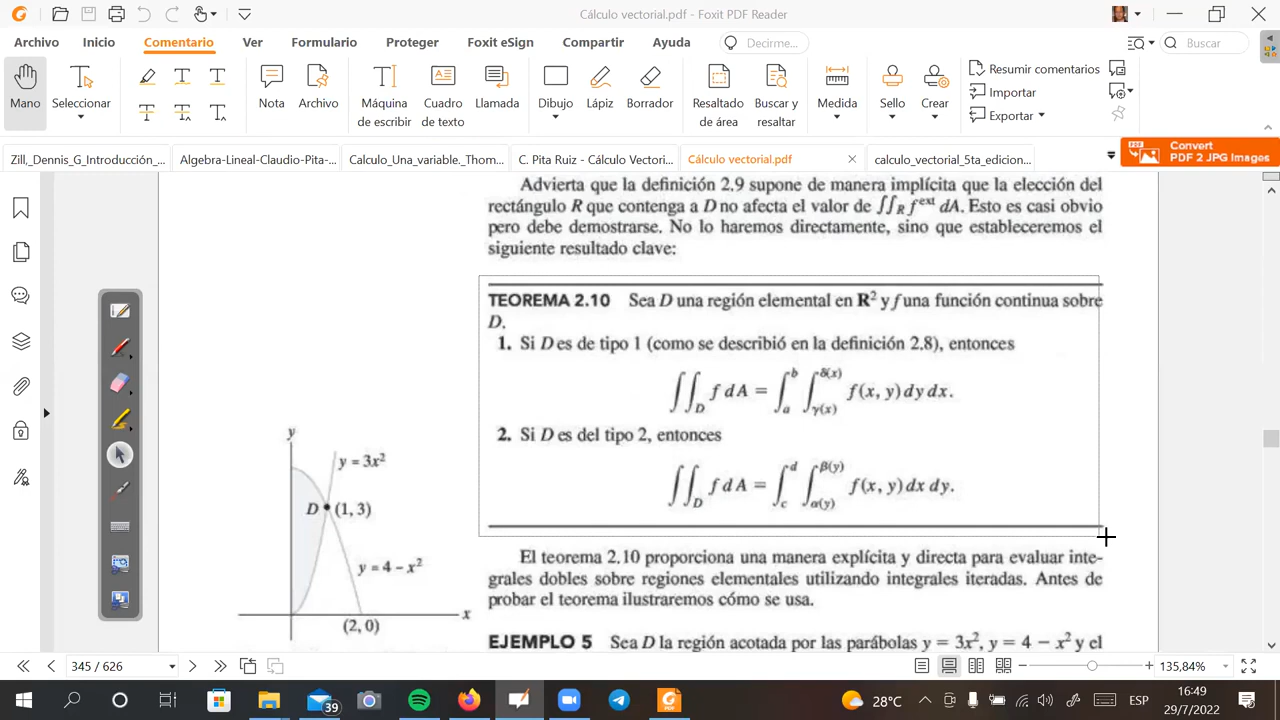 Cálculo vectorial.pdf - Foxit PDF Reader
Archivo Inicio Comentario Ver Formulario Proteger Foxit eSign Compartir Ayuda Decirme... Buscar
Mano Seleccionar Nota Archivo Máquina de escribir Cuadro de texto Llamada Dibujo Lápiz Borrador Resaltado de área Buscar y resaltar Medida Sello Crear
Resumir comentarios
Importar
Exportar
Zill,_Dennis_G_Introducción_... Algebra-Lineal-Claudio-Pita-... Calculo_Una_variable._Thom... C. Pita Ruiz - Cálculo Vectori... Cálculo vectorial.pdf calculo_vectorial_5ta_edicion...
Convert
PDF 2 JPG Images
Advierta que la definición 2.9 supone de manera implícita que la elección del
rectángulo R que contenga a D no afecta el valor de ∬R f^ext dA. Esto es casi obvio
pero debe demostrarse. No lo haremos directamente, sino que estableceremos el
siguiente resultado clave:
TEOREMA 2.10 Sea D una región elemental en R² y f una función continua sobre
D.
1. Si D es de tipo 1 (como se describió en la definición 2.8), entonces
∬_D f dA = ∫_a^b ∫_γ(x)^δ(x) f(x, y) dy dx.
2. Si D es del tipo 2, entonces
∬_D f dA = ∫_c^d ∫_α(y)^β(y) f(x, y) dx dy.
y
y = 3x²
D (1, 3)
y = 4 – x²
x
(2, 0)
El teorema 2.10 proporciona una manera explícita y directa para evaluar inte-
grales dobles sobre regiones elementales utilizando integrales iteradas. Antes de
probar el teorema ilustraremos cómo se usa.
EJEMPLO 5 Sea D la región acotada por las parábolas y = 3x², y = 4 – x² y el
345 / 626
135,84%
39
28°C
ESP
16:49
29/7/2022